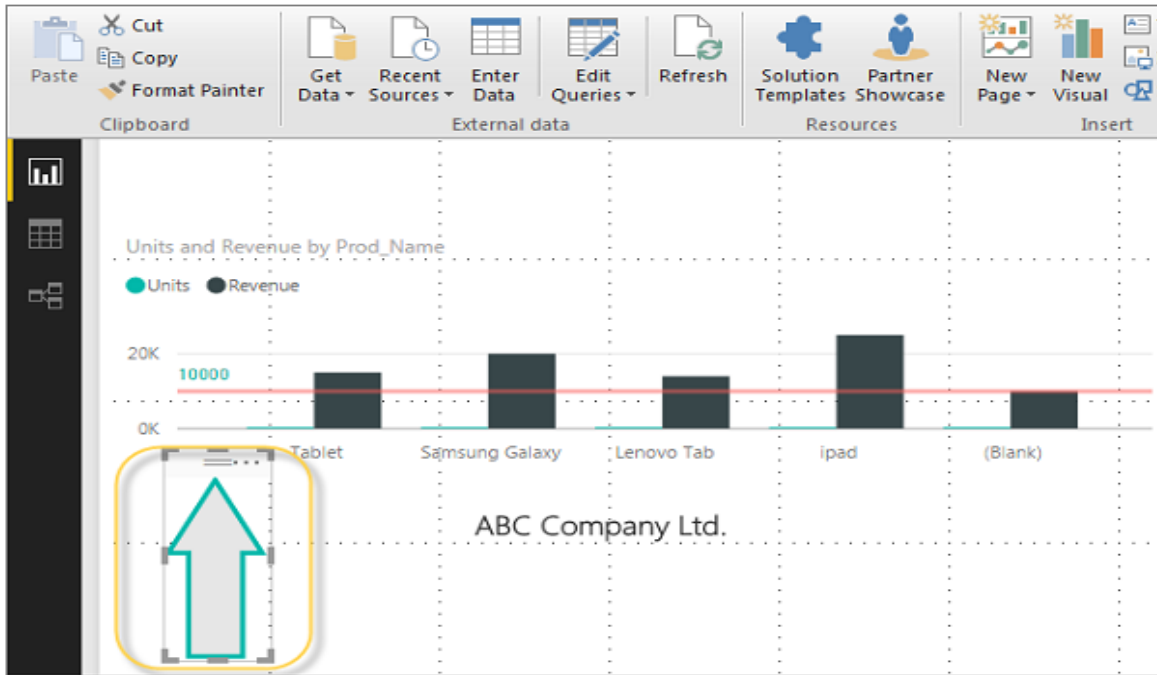 Cut
Copy
Format Painter
Paste
Clipboard
Get Data
Recent Sources
Enter Data
Edit Queries
Refresh
External data
Solution Templates
Partner Showcase
Resources
New Page
New Visual
Insert
Units and Revenue by Prod_Name
Units Revenue
20K
10000
0K
Tablet Samsung Galaxy Lenovo Tab ipad (Blank)
ABC Company Ltd.